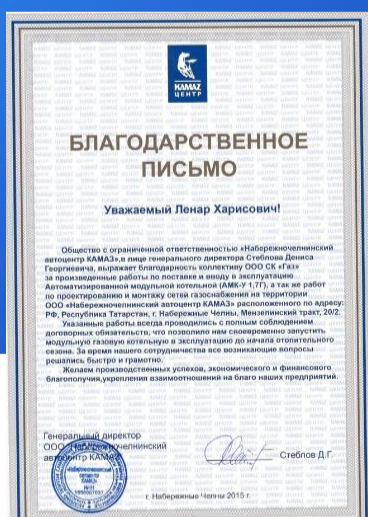 KAMAZ
ЦЕНТР
БЛАГОДАРСТВЕННОЕ
ПИСЬМО
Уважаемый Ленар Харисович!
Общество с ограниченной ответственностью «Набережночелнинский
автоцентр КАМАЗ»,в лице генерального директора Стеблова Дениса
Георгиевича, выражает благодарность коллективу ООО СК «Газ»
за произведенные работы по поставке и вводу в эксплуатацию
Автоматизированной модульной котельной (АМК-У 1,7Г), а так же работ
по проектированию и монтажу сетей газоснабжения на территории
ООО «Набережночелнинский автоцентр КАМАЗ» расположенного по адресу:
РФ, Республика Татарстан, г. Набережные Челны, Мензелинский тракт, 20/2.
Указанные работы всегда проводились с полным соблюдением
договорных обязательств, что позволило нам своевременно запустить
модульную газовую котельную в эксплуатацию до начала отопительного
сезона. За время нашего сотрудничества все возникающие вопросы
решались быстро и грамотно.
Желаем производственных успехов, экономического и финансового
благополучия,укрепления взаимоотношений на благо наших предприятий.
Генеральный директор
ООО Набережночелнинский
автоцентр КАМАЗ
Стеблов Д.Г.
г. Набережные Челны 2015 г.